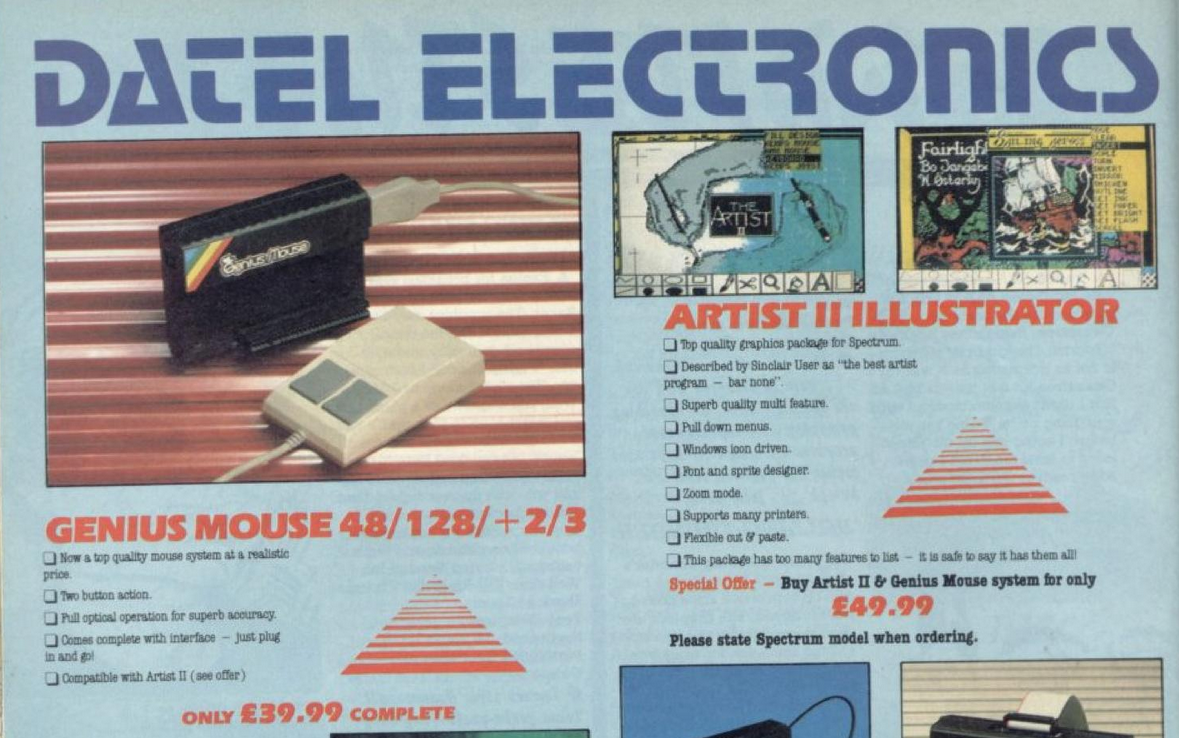 DATEL ELECTRONICS
Genius Mouse
THE
ARTIST
II
Fairlight
INVERT
MIRROR
A
A
ARTIST II ILLUSTRATOR
Top quality graphics package for Spectrum.
Described by Sinclair User as "the best artist
program – bar none".
Superb quality multi feature.
Pull down menus.
Windows icon driven.
Font and sprite designer.
Zoom mode.
Supports many printers.
Flexible cut & paste.
This package has too many features to list – it is safe to say it has them all!
Special Offer – Buy Artist II & Genius Mouse system for only
£49.99
Please state Spectrum model when ordering.
GENIUS MOUSE 48/128/+2/3
Now a top quality mouse system at a realistic
price.
Two button action.
Full optical operation for superb accuracy.
Comes complete with interface – just plug
in and go!
Compatible with Artist II (see offer)
ONLY £39.99 COMPLETE